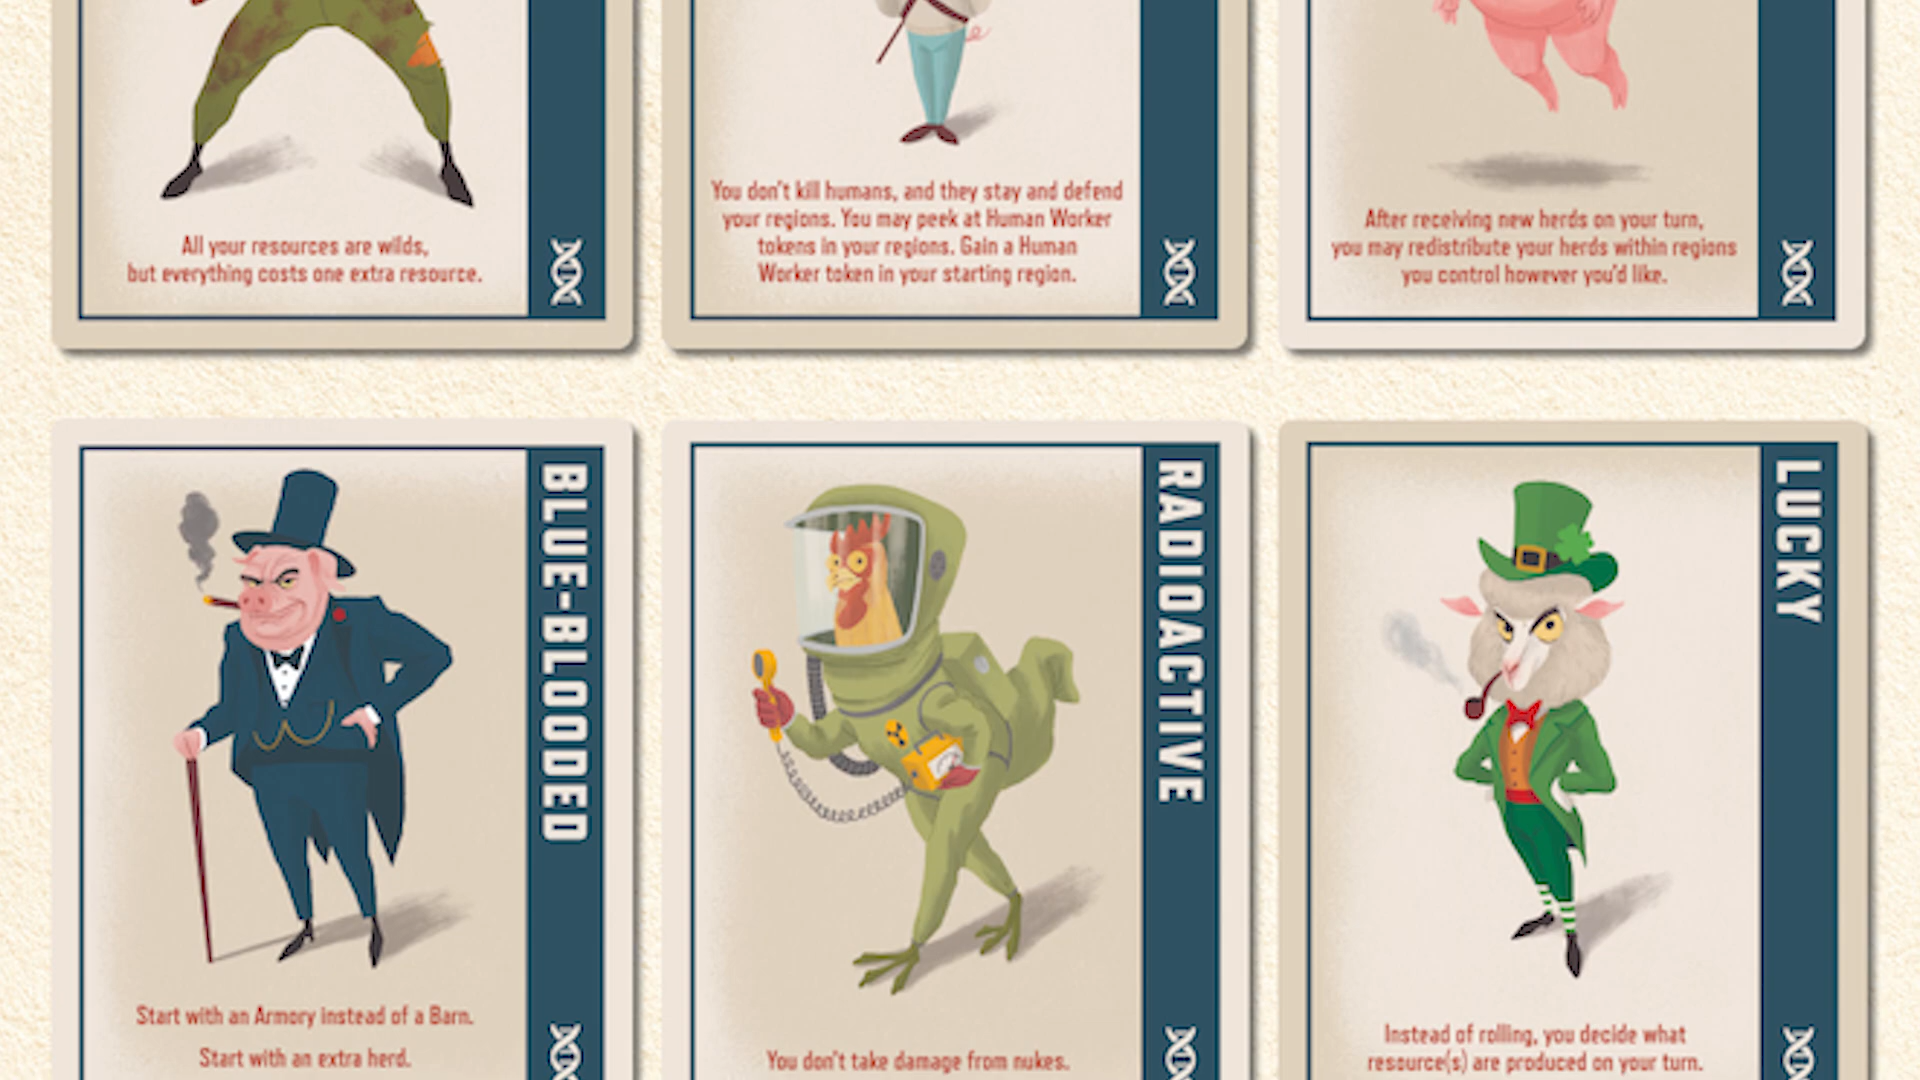 All your resources are wilds,
but everything costs one extra resource.
You don't kill humans, and they stay and defend
your regions. You may peek at Human Worker
tokens in your regions. Gain a Human
Worker token in your starting region.
After receiving new herds on your turn,
you may redistribute your herds within regions
you control however you'd like.
BLUE-BLOODED
Start with an Armory instead of a Barn.
Start with an extra herd.
RADIOACTIVE
You don't take damage from nukes.
LUCKY
Instead of rolling, you decide what
resource(s) are produced on your turn.